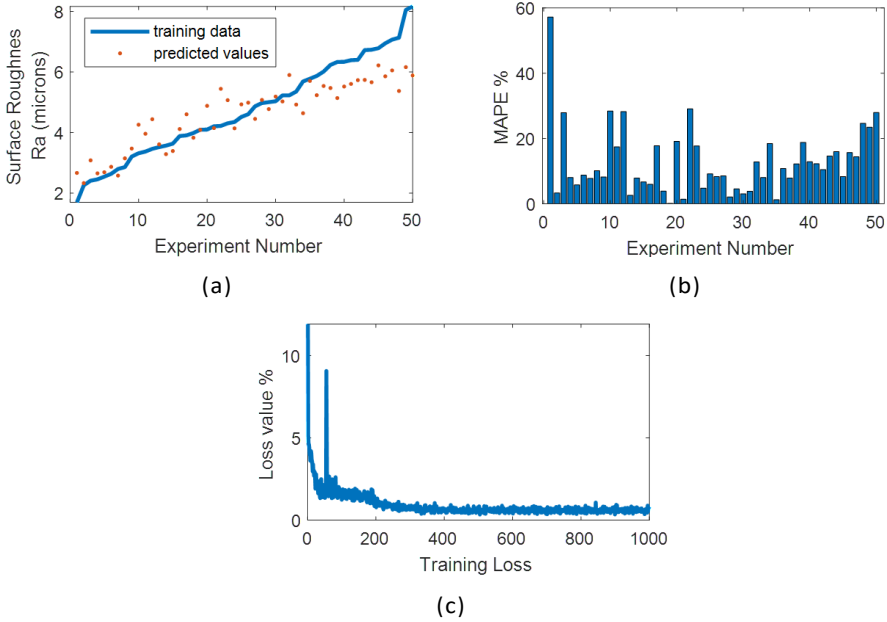 8
6
4
2
Surface Roughnes
Ra (microns)
training data
predicted values
0 10 20 30 40 50
Experiment Number
(a)
60
40
20
0
MAPE %
0 10 20 30 40 50
Experiment Number
(b)
10
5
0
Loss value %
0 200 400 600 800 1000
Training Loss
(c)